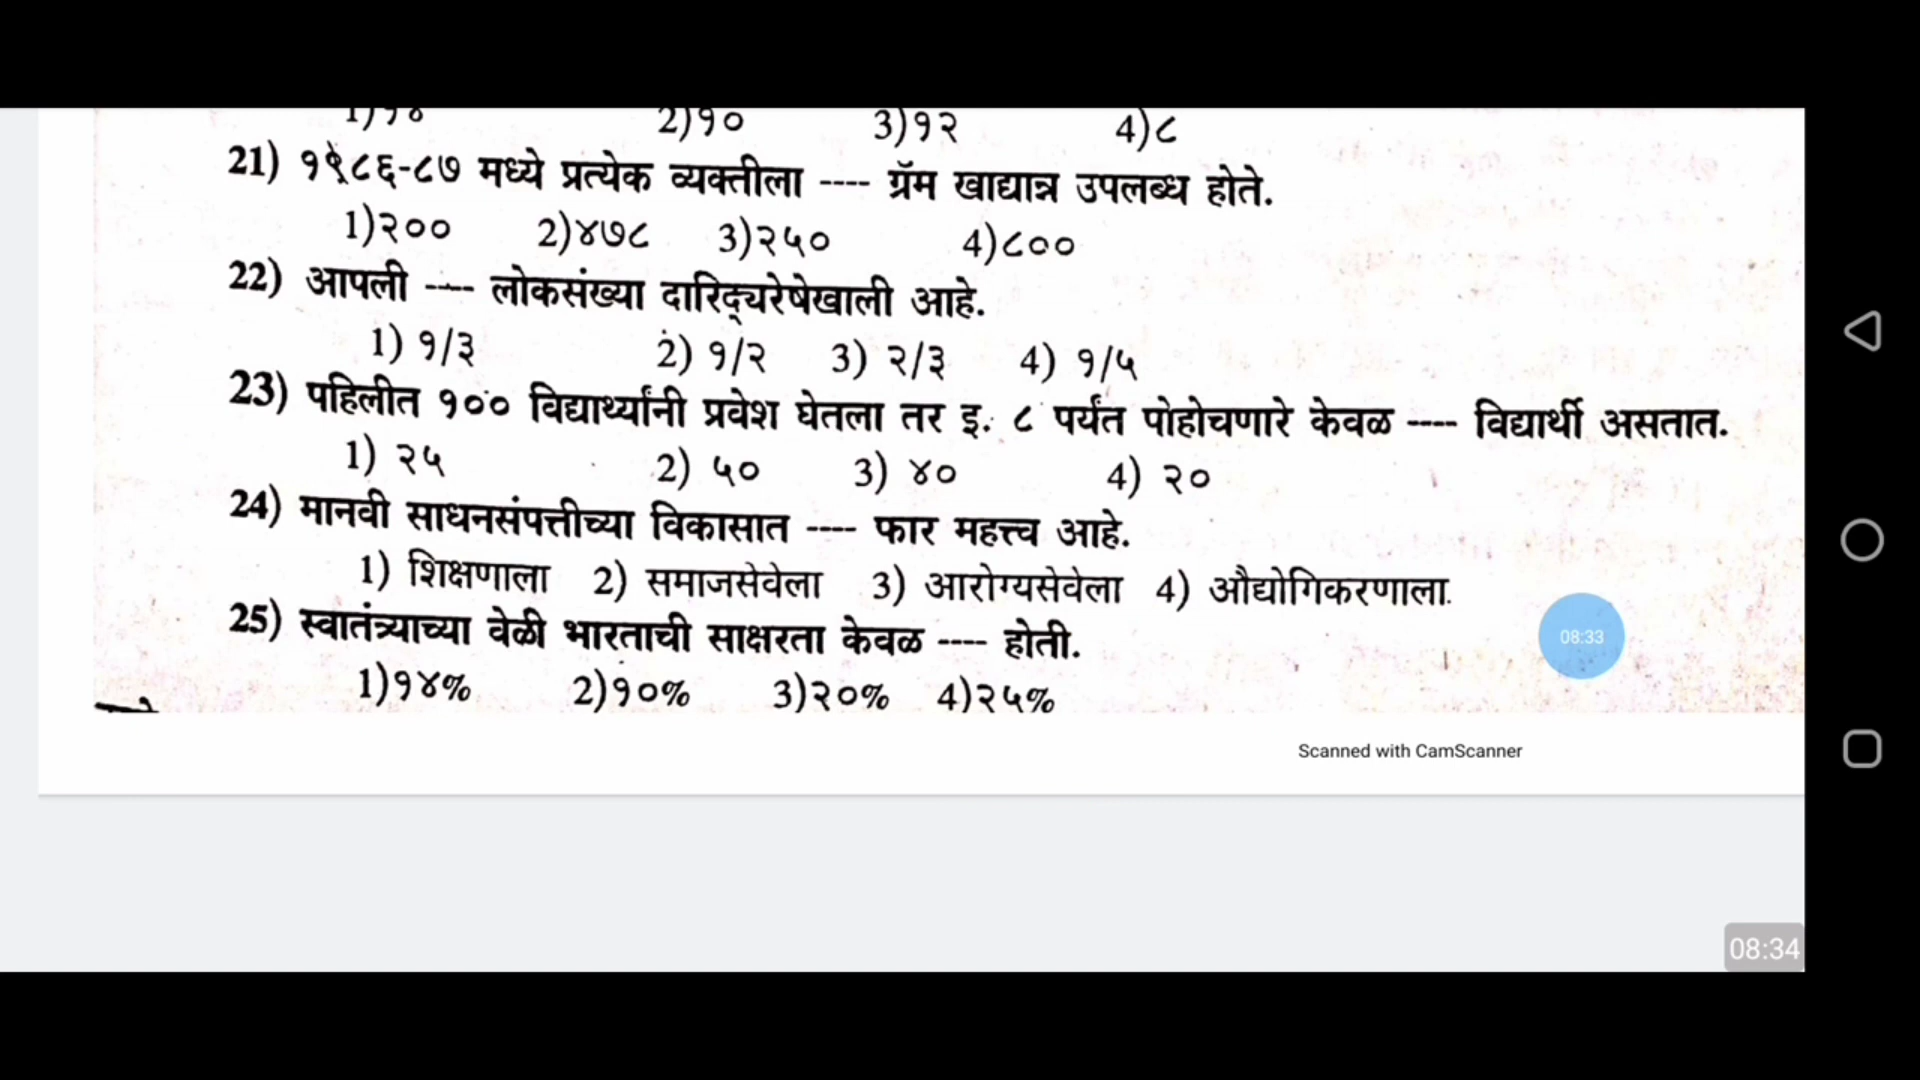 1)१४ 2)१० 3)१२ 4)८
21) १९८६-८७ मध्ये प्रत्येक व्यक्तीला ---- ग्रॅम खाद्यान्न उपलब्ध होते.
1)२०० 2)४७८ 3)२५० 4)८००
22) आपली ---- लोकसंख्या दारिद्र्यरेषेखाली आहे.
1) १/३ 2) १/२ 3) २/३ 4) १/५
23) पहिलीत १०० विद्यार्थ्यांनी प्रवेश घेतला तर इ. ८ पर्यंत पोहोचणारे केवळ ---- विद्यार्थी असतात.
1) २५ 2) ५० 3) ४० 4) २०
24) मानवी साधनसंपत्तीच्या विकासात ---- फार महत्त्व आहे.
1) शिक्षणाला 2) समाजसेवेला 3) आरोग्यसेवेला 4) औद्योगिकरणाला.
25) स्वातंत्र्याच्या वेळी भारताची साक्षरता केवळ ---- होती.
08:33
1)१४% 2)१०% 3)२०% 4)२५%
Scanned with CamScanner
08:34